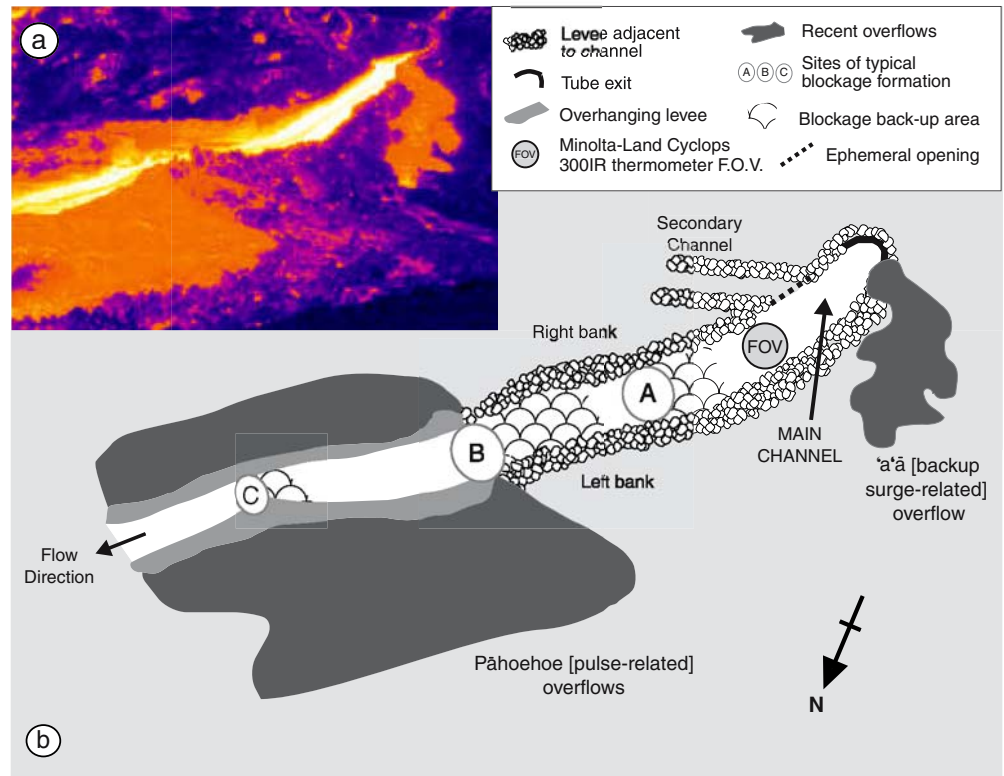 a
Levee adjacent
to channel
Tube exit
Overhanging levee
FOV
Minolta-Land Cyclops
300IR thermometer F.O.V.
Recent overflows
A B C
Sites of typical
blockage formation
Blockage back-up area
Ephemeral opening
Secondary
Channel
Right bank
FOV
A
B
C
MAIN
CHANNEL
Left bank
'a'ā [backup
surge-related]
overflow
Flow
Direction
Pāhoehoe [pulse-related]
overflows
N
b